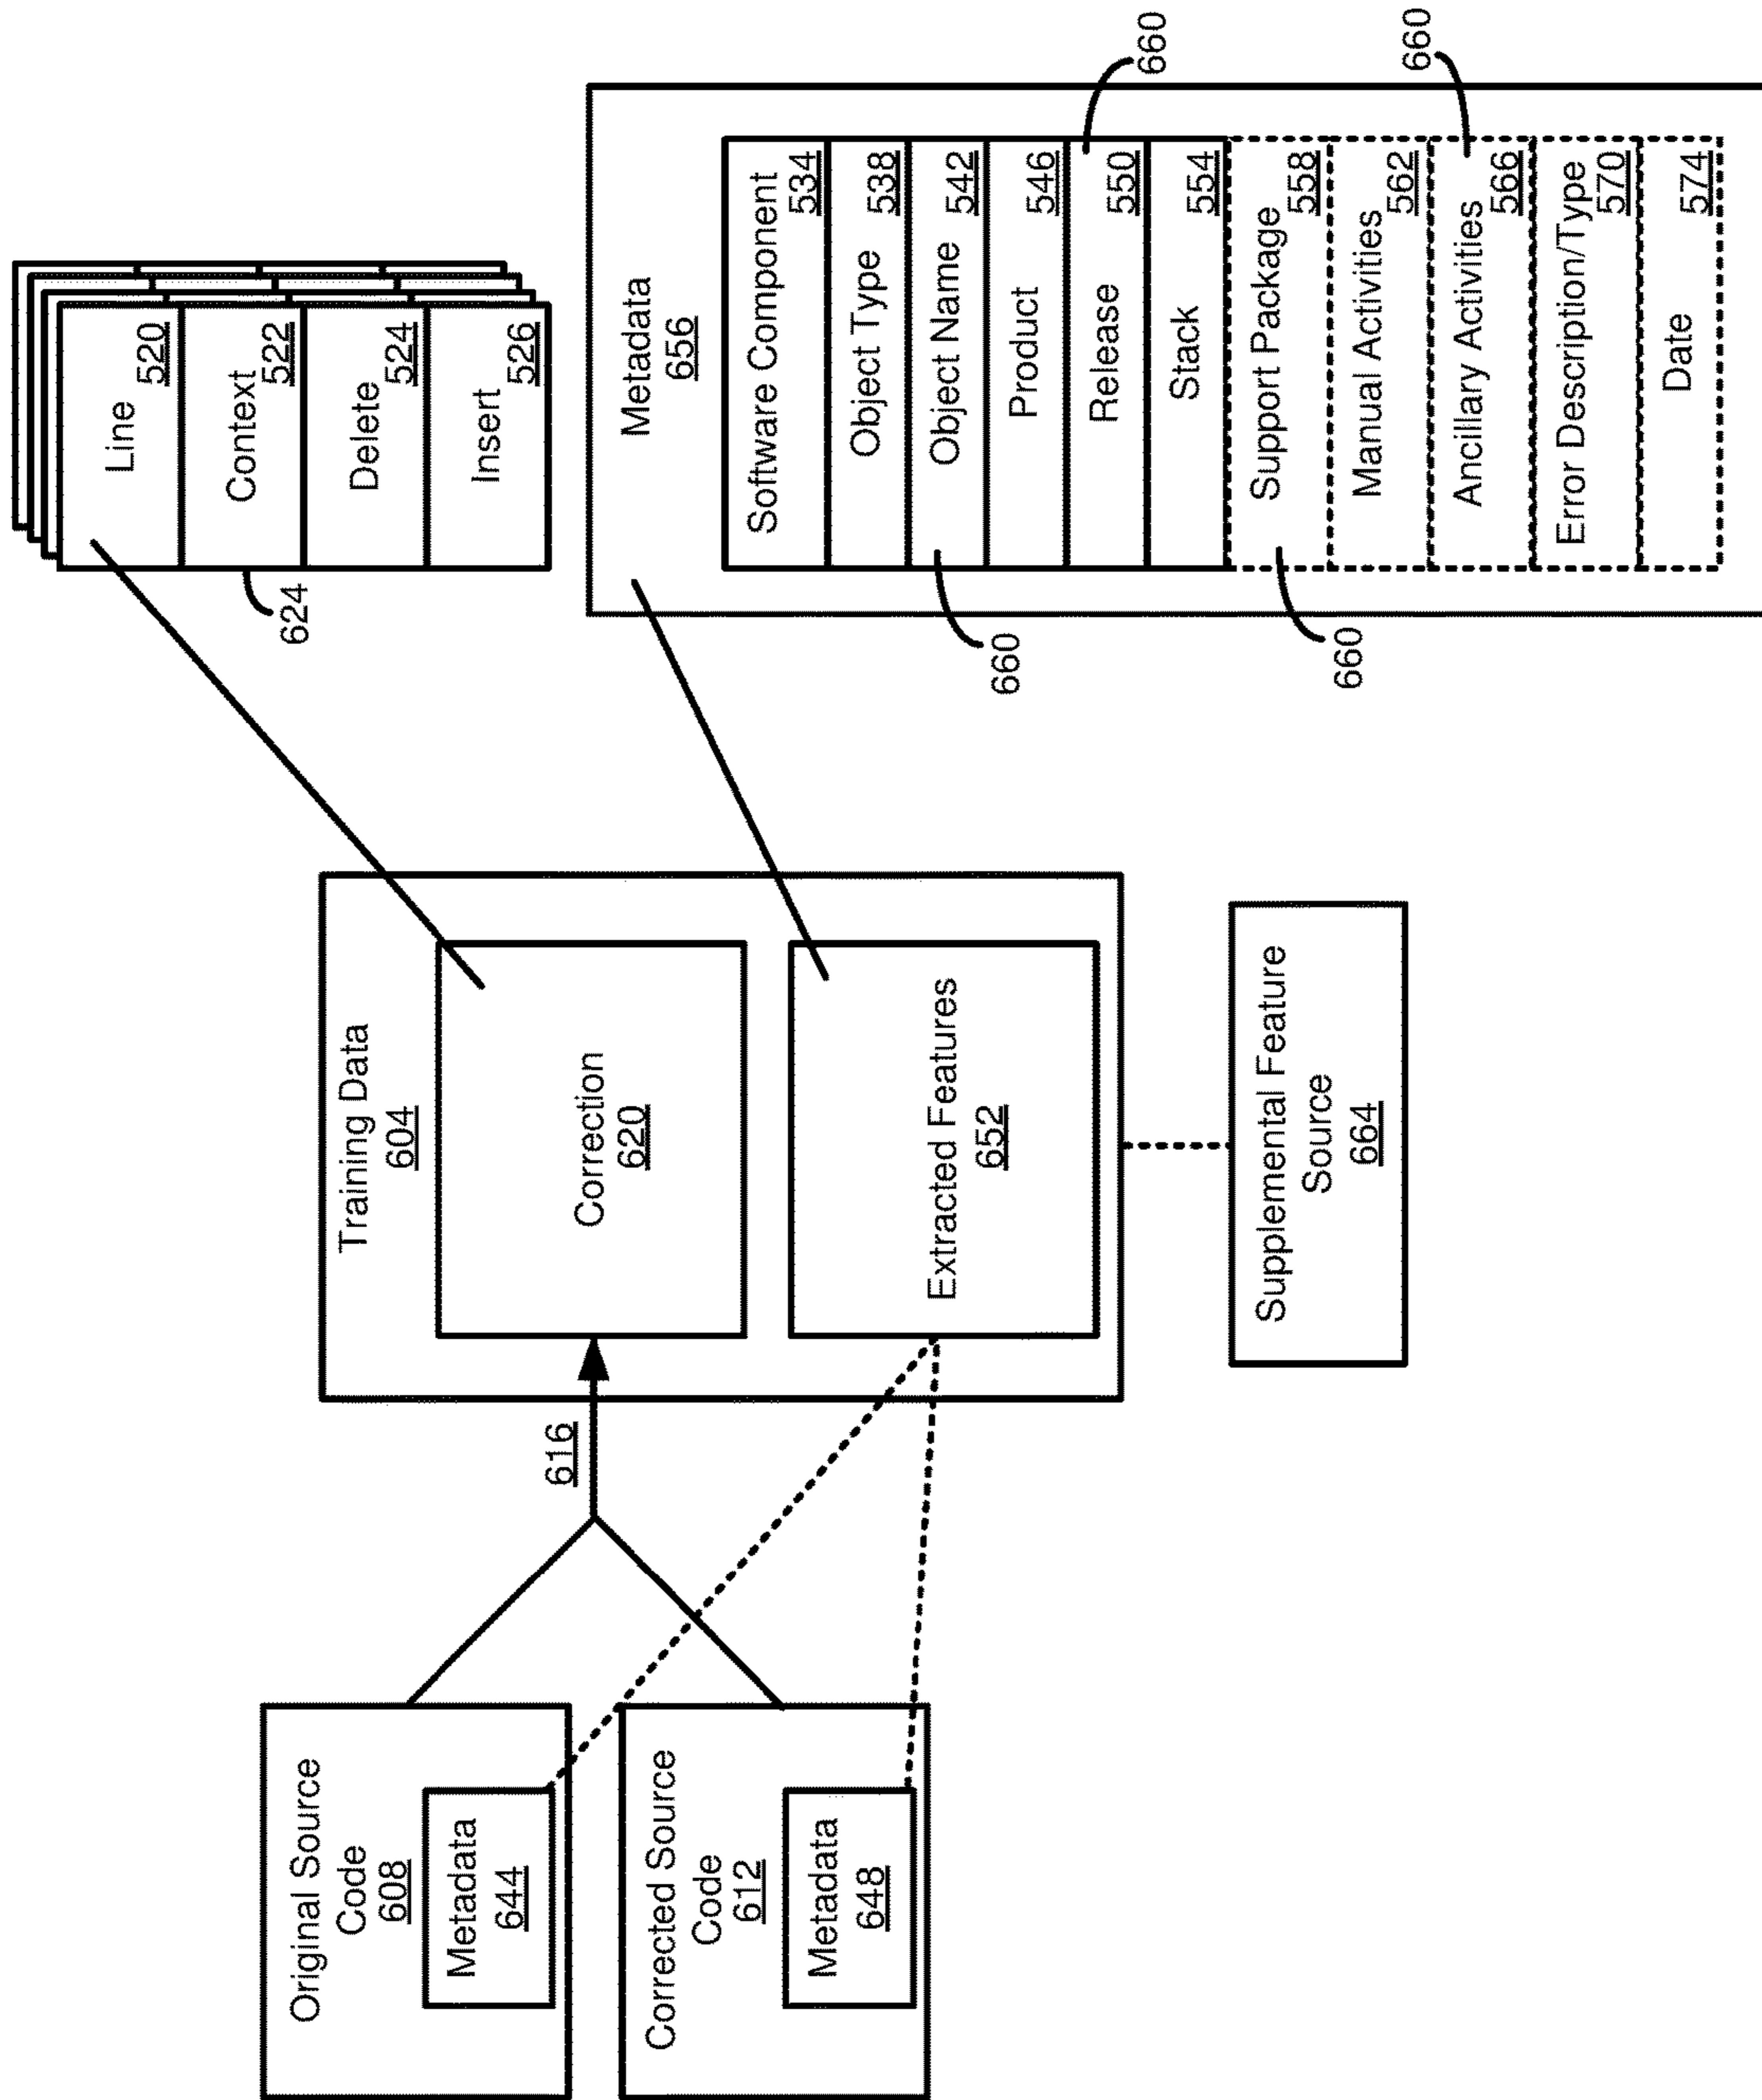 Original Source
Code
608
Metadata
644
Corrected Source
Code
612
Metadata
648
616
Training Data
604
Correction
620
Extracted Features
652
Supplemental Feature
Source
664
Line
520
Context
522
Delete
524
Insert
526
624
Metadata
656
Software Component
534
Object Type
538
Object Name
542
Product
546
Release
550
Stack
554
Support Package
558
Manual Activities
562
Ancillary Activities
566
Error Description/Type
570
Date
574
660
660
660
660